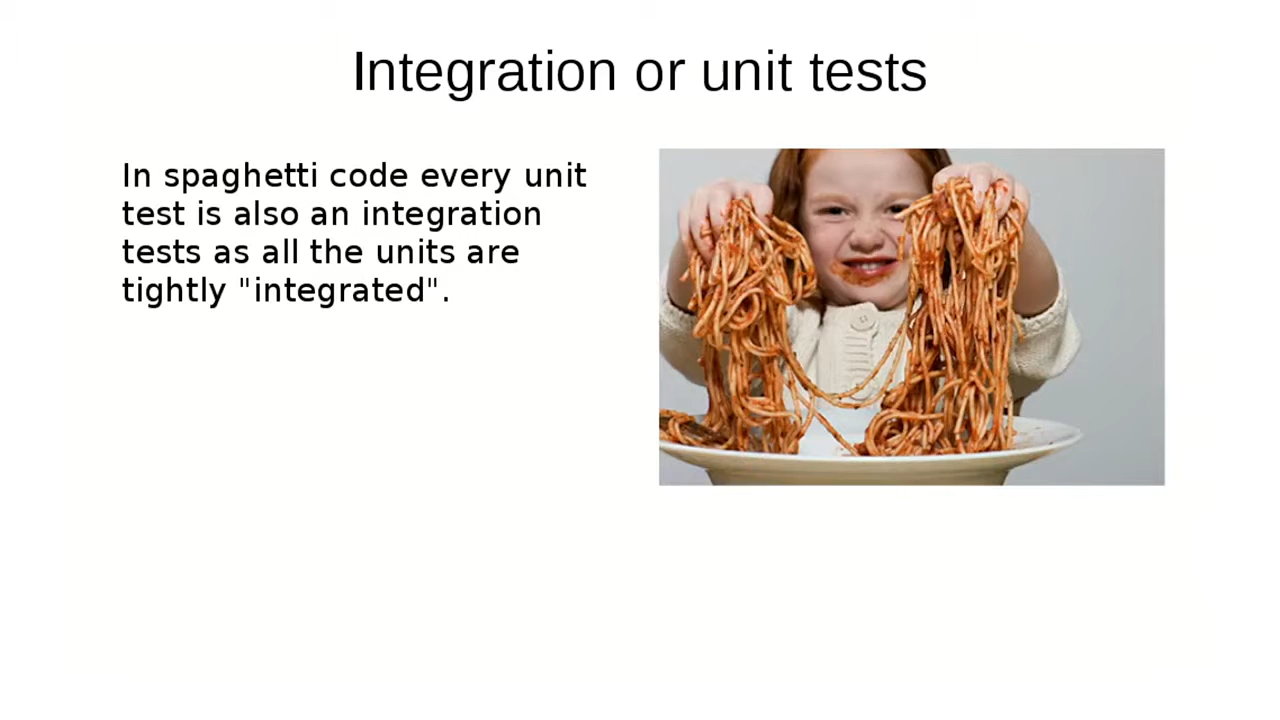 Integration or unit tests
In spaghetti code every unit
test is also an integration
tests as all the units are
tightly "integrated".